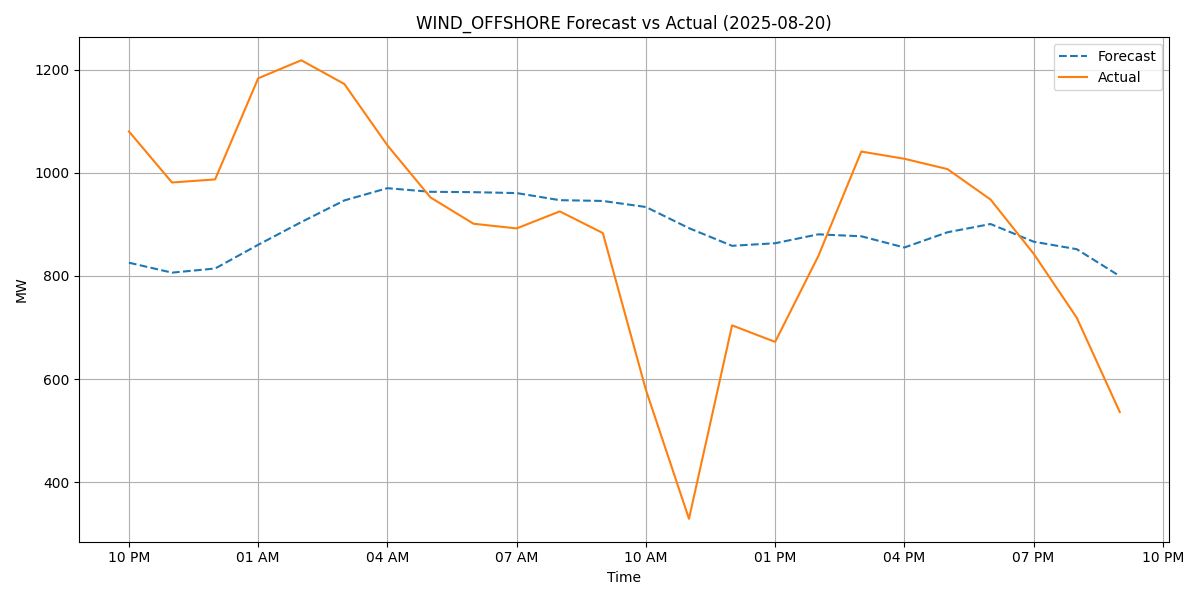 WIND_OFFSHORE Forecast vs Actual (2025-08-20)
Forecast
Actual
1200
1000
800
600
400
MW
10 PM 01 AM 04 AM 07 AM 10 AM 01 PM 04 PM 07 PM 10 PM
Time